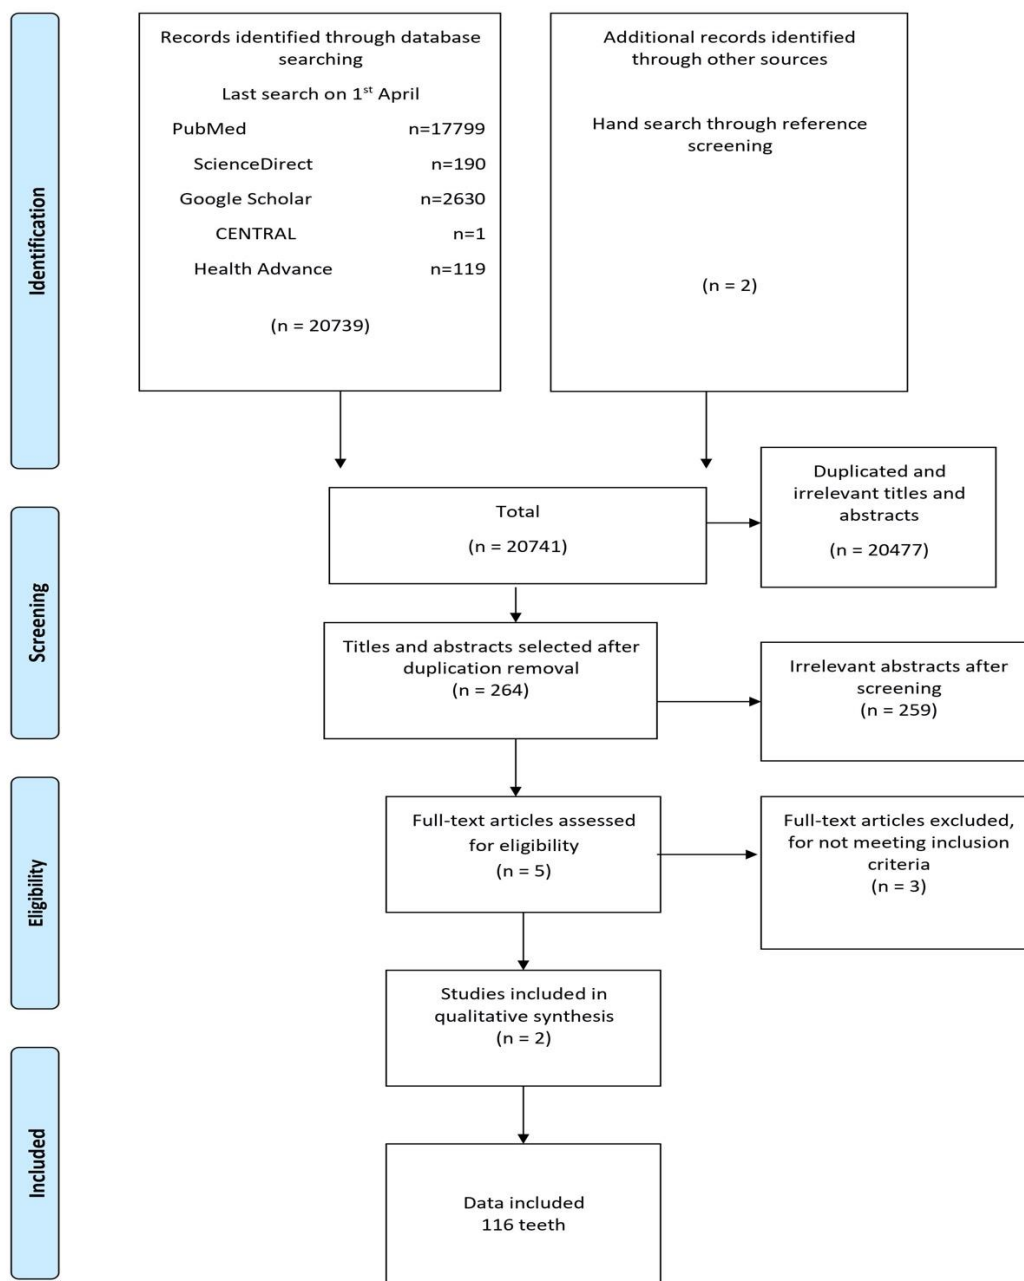 Identification
Records identified through database
searching
Last search on 1st April
PubMed n=17799
ScienceDirect n=190
Google Scholar n=2630
CENTRAL n=1
Health Advance n=119
(n = 20739)
Additional records identified
through other sources
Hand search through reference
screening
(n = 2)
Screening
Total
(n = 20741)
Duplicated and
irrelevant titles and
abstracts
(n = 20477)
Titles and abstracts selected after
duplication removal
(n = 264)
Irrelevant abstracts after
screening
(n = 259)
Eligibility
Full-text articles assessed
for eligibility
(n = 5)
Full-text articles excluded,
for not meeting inclusion
criteria
(n = 3)
Studies included in
qualitative synthesis
(n = 2)
Included
Data included
116 teeth